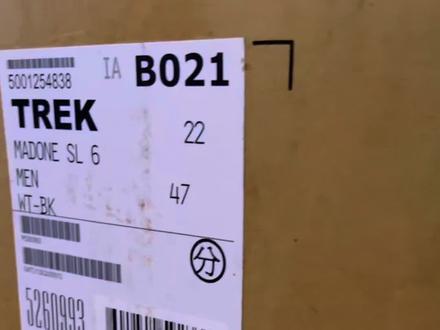 5001254838 IA B021
TREK 22
MADONE SL 6
MEN 47
WT-BK
分
5260993